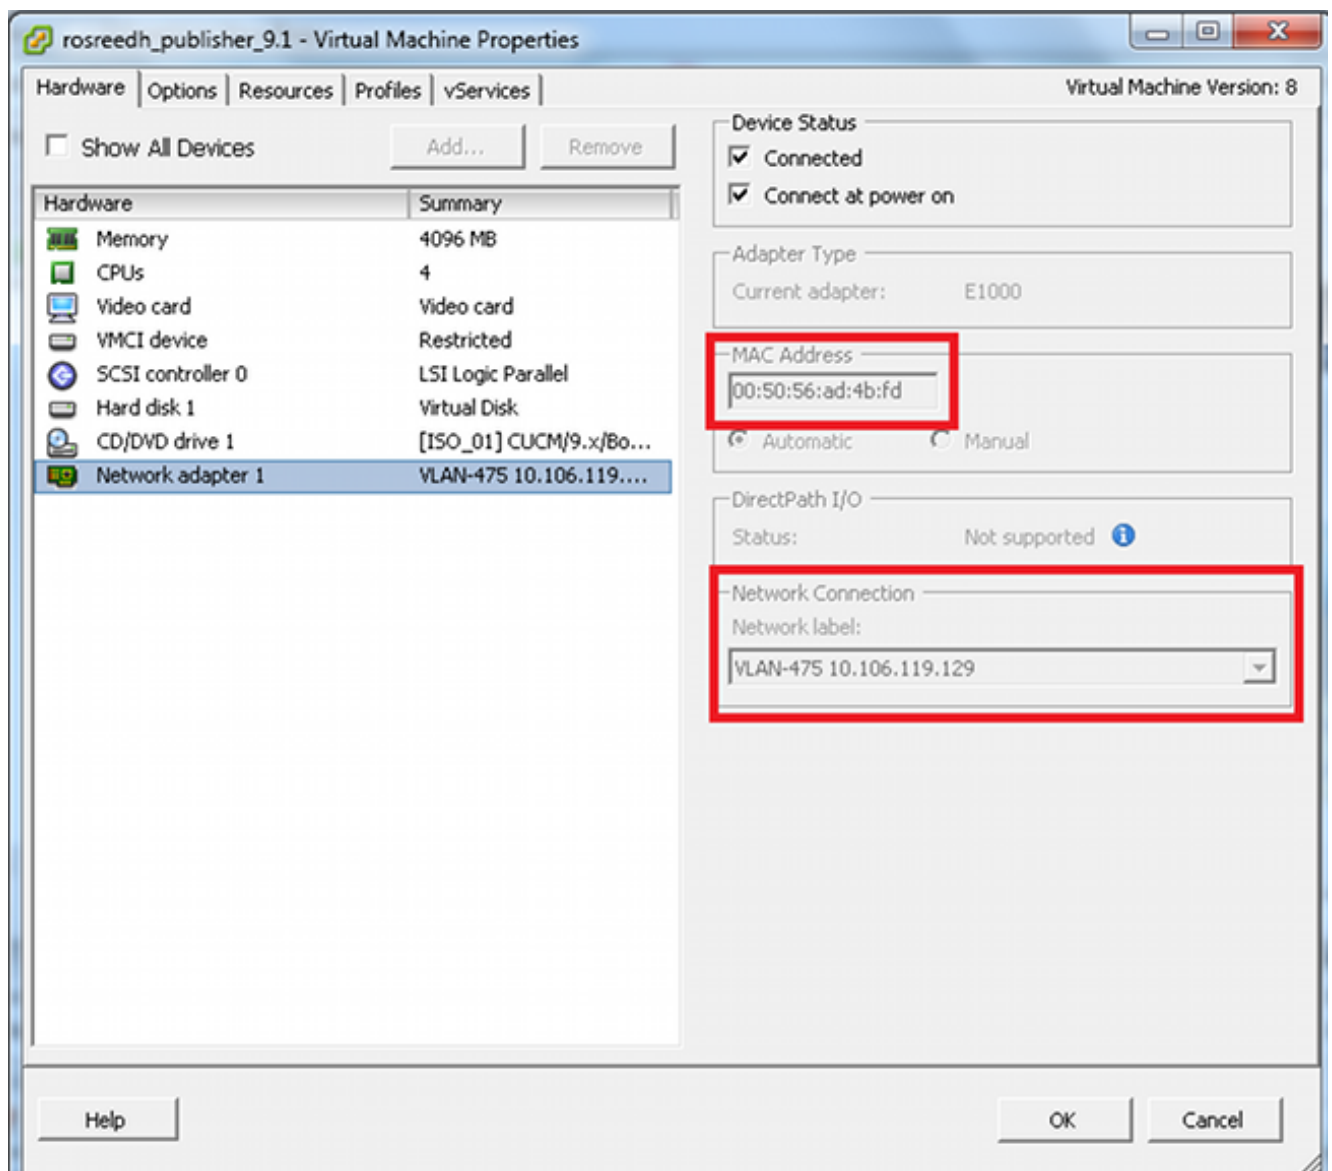 rosreedh_publisher_9.1 - Virtual Machine Properties
Hardware Options Resources Profiles vServices
Virtual Machine Version: 8
Show All Devices
Add...
Remove
Hardware Summary
Memory 4096 MB
CPUs 4
Video card Video card
VMCI device Restricted
SCSI controller 0 LSI Logic Parallel
Hard disk 1 Virtual Disk
CD/DVD drive 1 [ISO_01] CUCM/9.x/Bo...
Network adapter 1 VLAN-475 10.106.119....
Device Status
Connected
Connect at power on
Adapter Type
Current adapter: E1000
MAC Address
00:50:56:ad:4b:fd
Automatic Manual
DirectPath I/O
Status: Not supported
Network Connection
Network label:
VLAN-475 10.106.119.129
Help
OK
Cancel